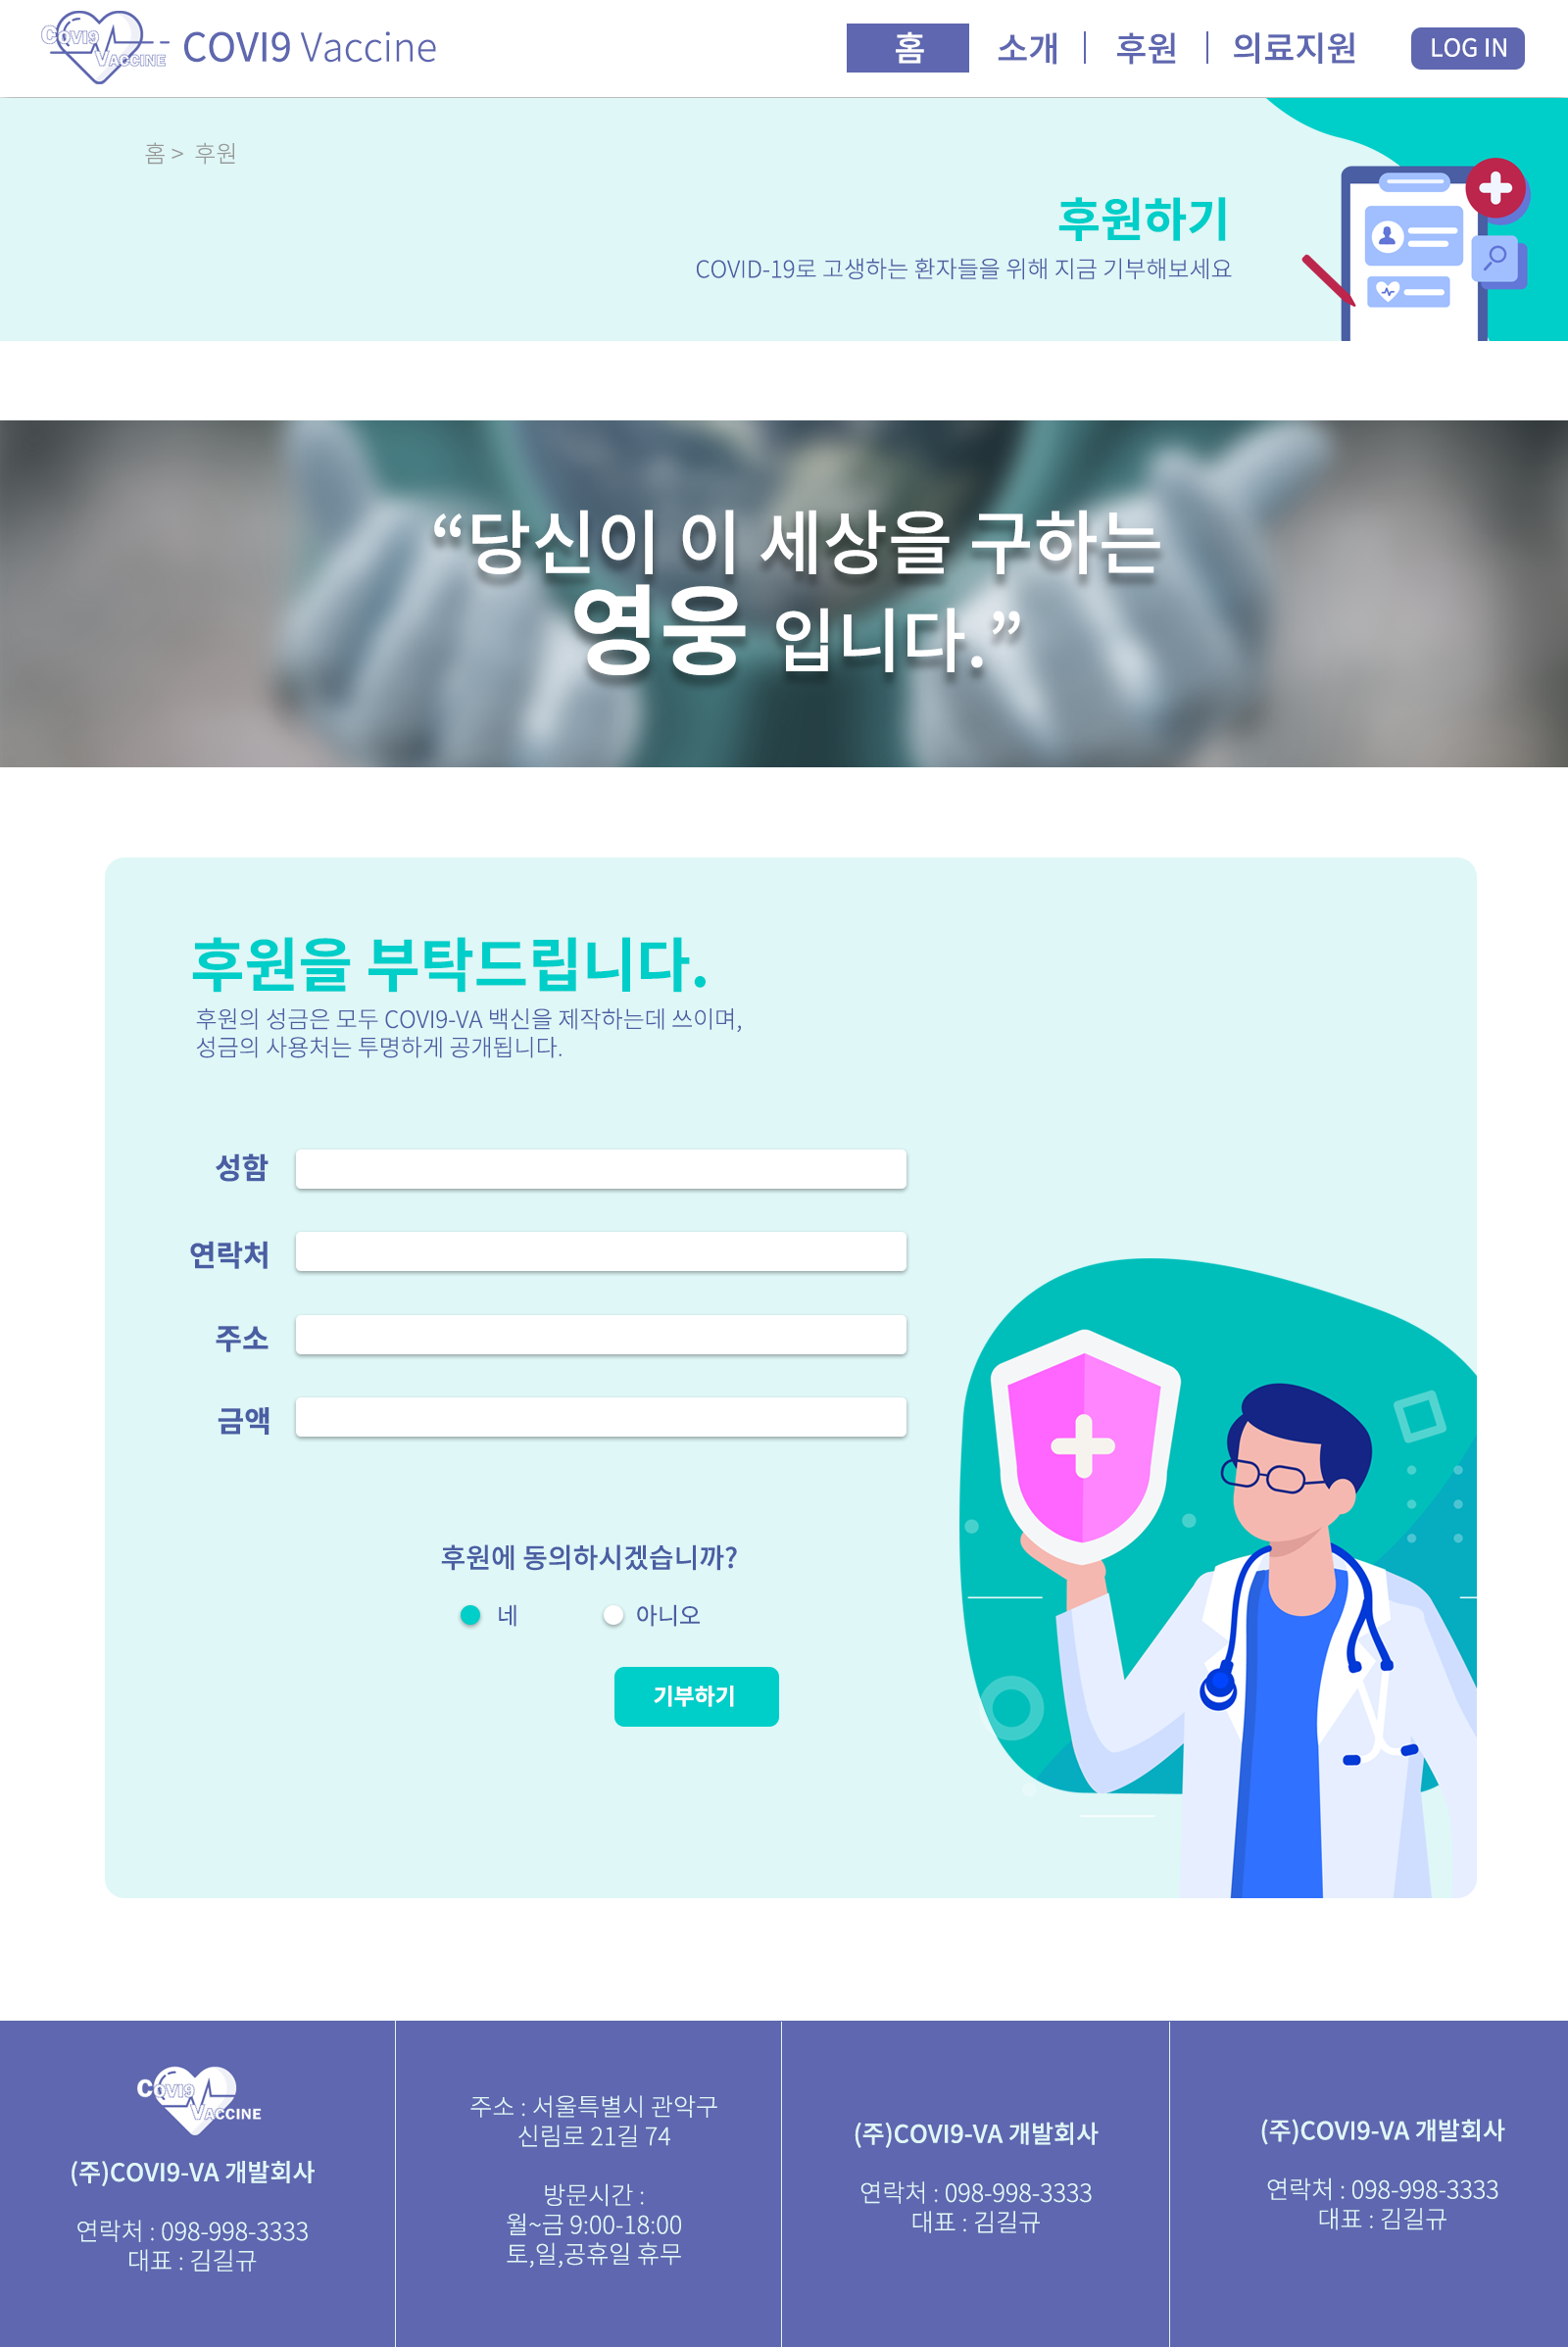 COVI9
VACCINE
COVI9 Vaccine
홈
소개
후원
의료지원
LOG IN
홈 > 후원
후원하기
COVID-19로 고생하는 환자들을 위해 지금 기부해보세요
“당신이 이 세상을 구하는
영웅 입니다.”
후원을 부탁드립니다.
후원의 성금은 모두 COVI9-VA 백신을 제작하는데 쓰이며,
성금의 사용처는 투명하게 공개됩니다.
성함
연락처
주소
금액
후원에 동의하시겠습니까?
네
아니오
기부하기
COVI9
VACCINE
(주)COVI9-VA 개발회사
연락처 : 098-998-3333
대표 : 김길규
주소 : 서울특별시 관악구
신림로 21길 74
방문시간 :
월~금 9:00-18:00
토,일,공휴일 휴무
(주)COVI9-VA 개발회사
연락처 : 098-998-3333
대표 : 김길규
(주)COVI9-VA 개발회사
연락처 : 098-998-3333
대표 : 김길규